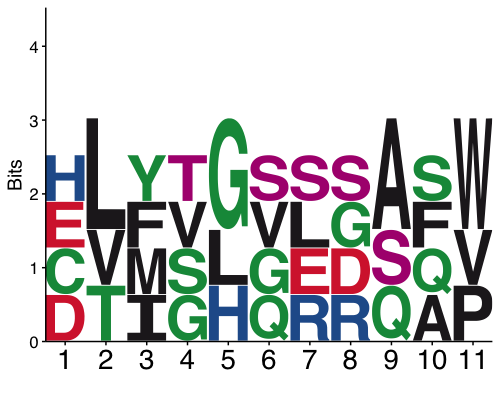 4
3
2
1
0
Bits
H L Y T G S S S A S W
E V F V L V L G S F V
C T M S H G E D Q Q P
D I G Q R R A
1 2 3 4 5 6 7 8 9 10 11